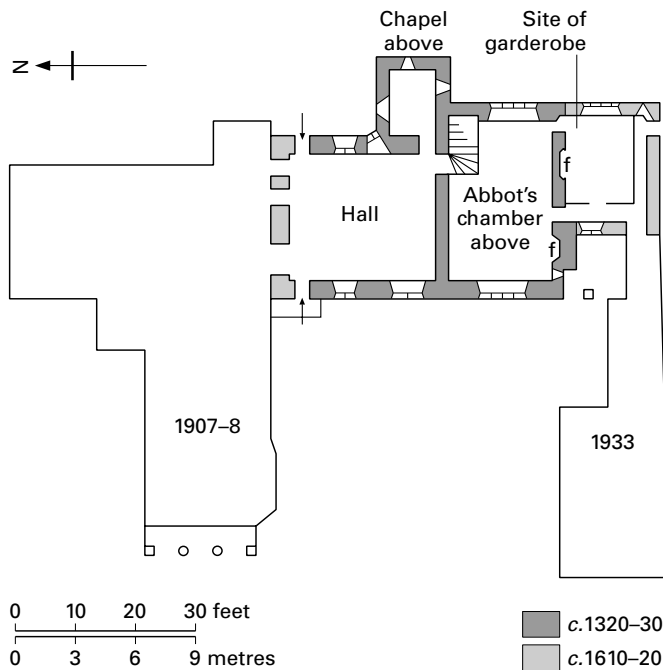 Chapel
above
Site of
garderobe
N
Hall
f
Abbot's
chamber
above
f
1907–8
1933
0 10 20 30 feet
0 3 6 9 metres
c.1320–30
c.1610–20